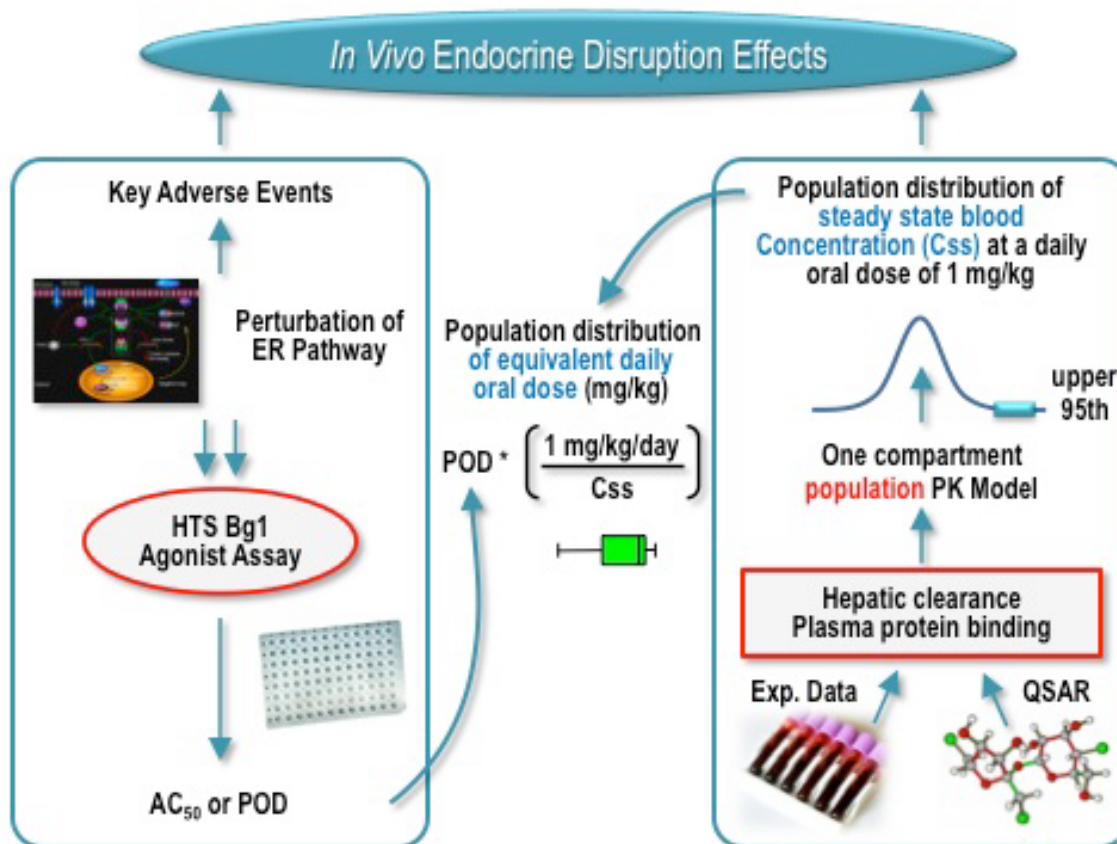 In Vivo Endocrine Disruption Effects
Key Adverse Events
Perturbation of
ER Pathway
HTS Bg1
Agonist Assay
AC₅₀ or POD
Population distribution
of equivalent daily
oral dose (mg/kg)
POD * ( 1 mg/kg/day
Css )
Population distribution of
steady state blood
Concentration (Css) at a daily
oral dose of 1 mg/kg
upper
95th
One compartment
population PK Model
Hepatic clearance
Plasma protein binding
Exp. Data
QSAR